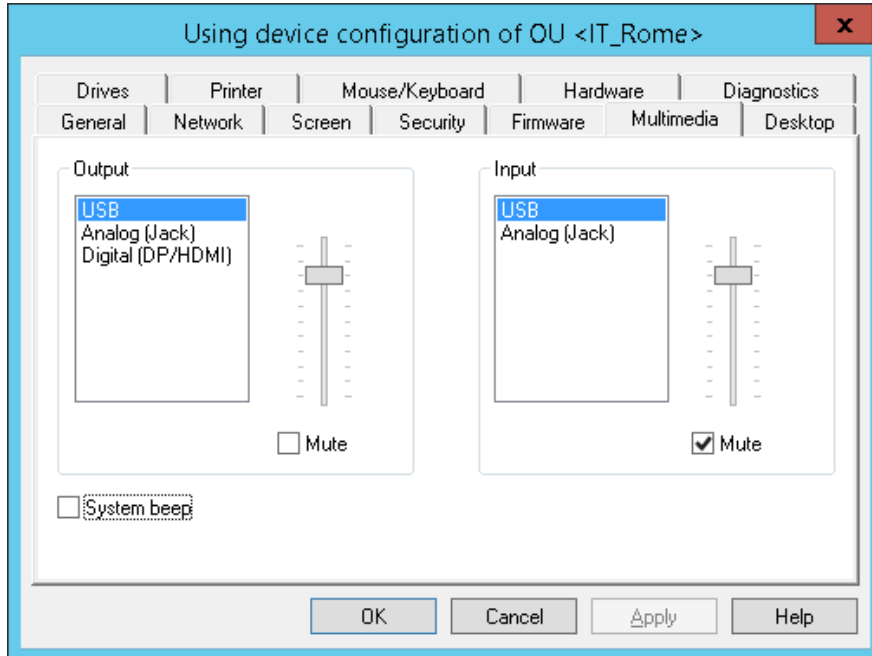 Using device configuration of OU <IT_Rome>
x
Drives Printer Mouse/Keyboard Hardware Diagnostics
General Network Screen Security Firmware Multimedia Desktop
Output Input
USB USB
Analog (Jack) Analog (Jack)
Digital (DP/HDMI)
Mute Mute
System beep
OK Cancel Apply Help